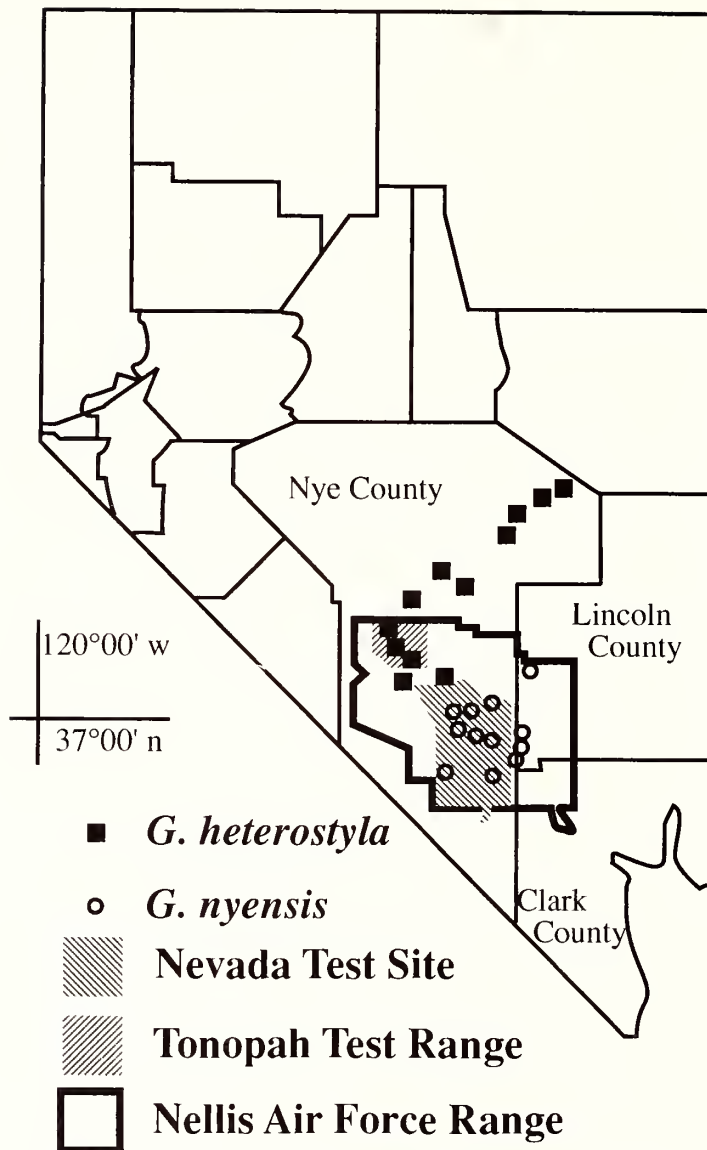 Nye County
Lincoln
County
120°00' w
37°00' n
G. heterostyla
G. nyensis
Clark
County
Nevada Test Site
Tonopah Test Range
Nellis Air Force Range